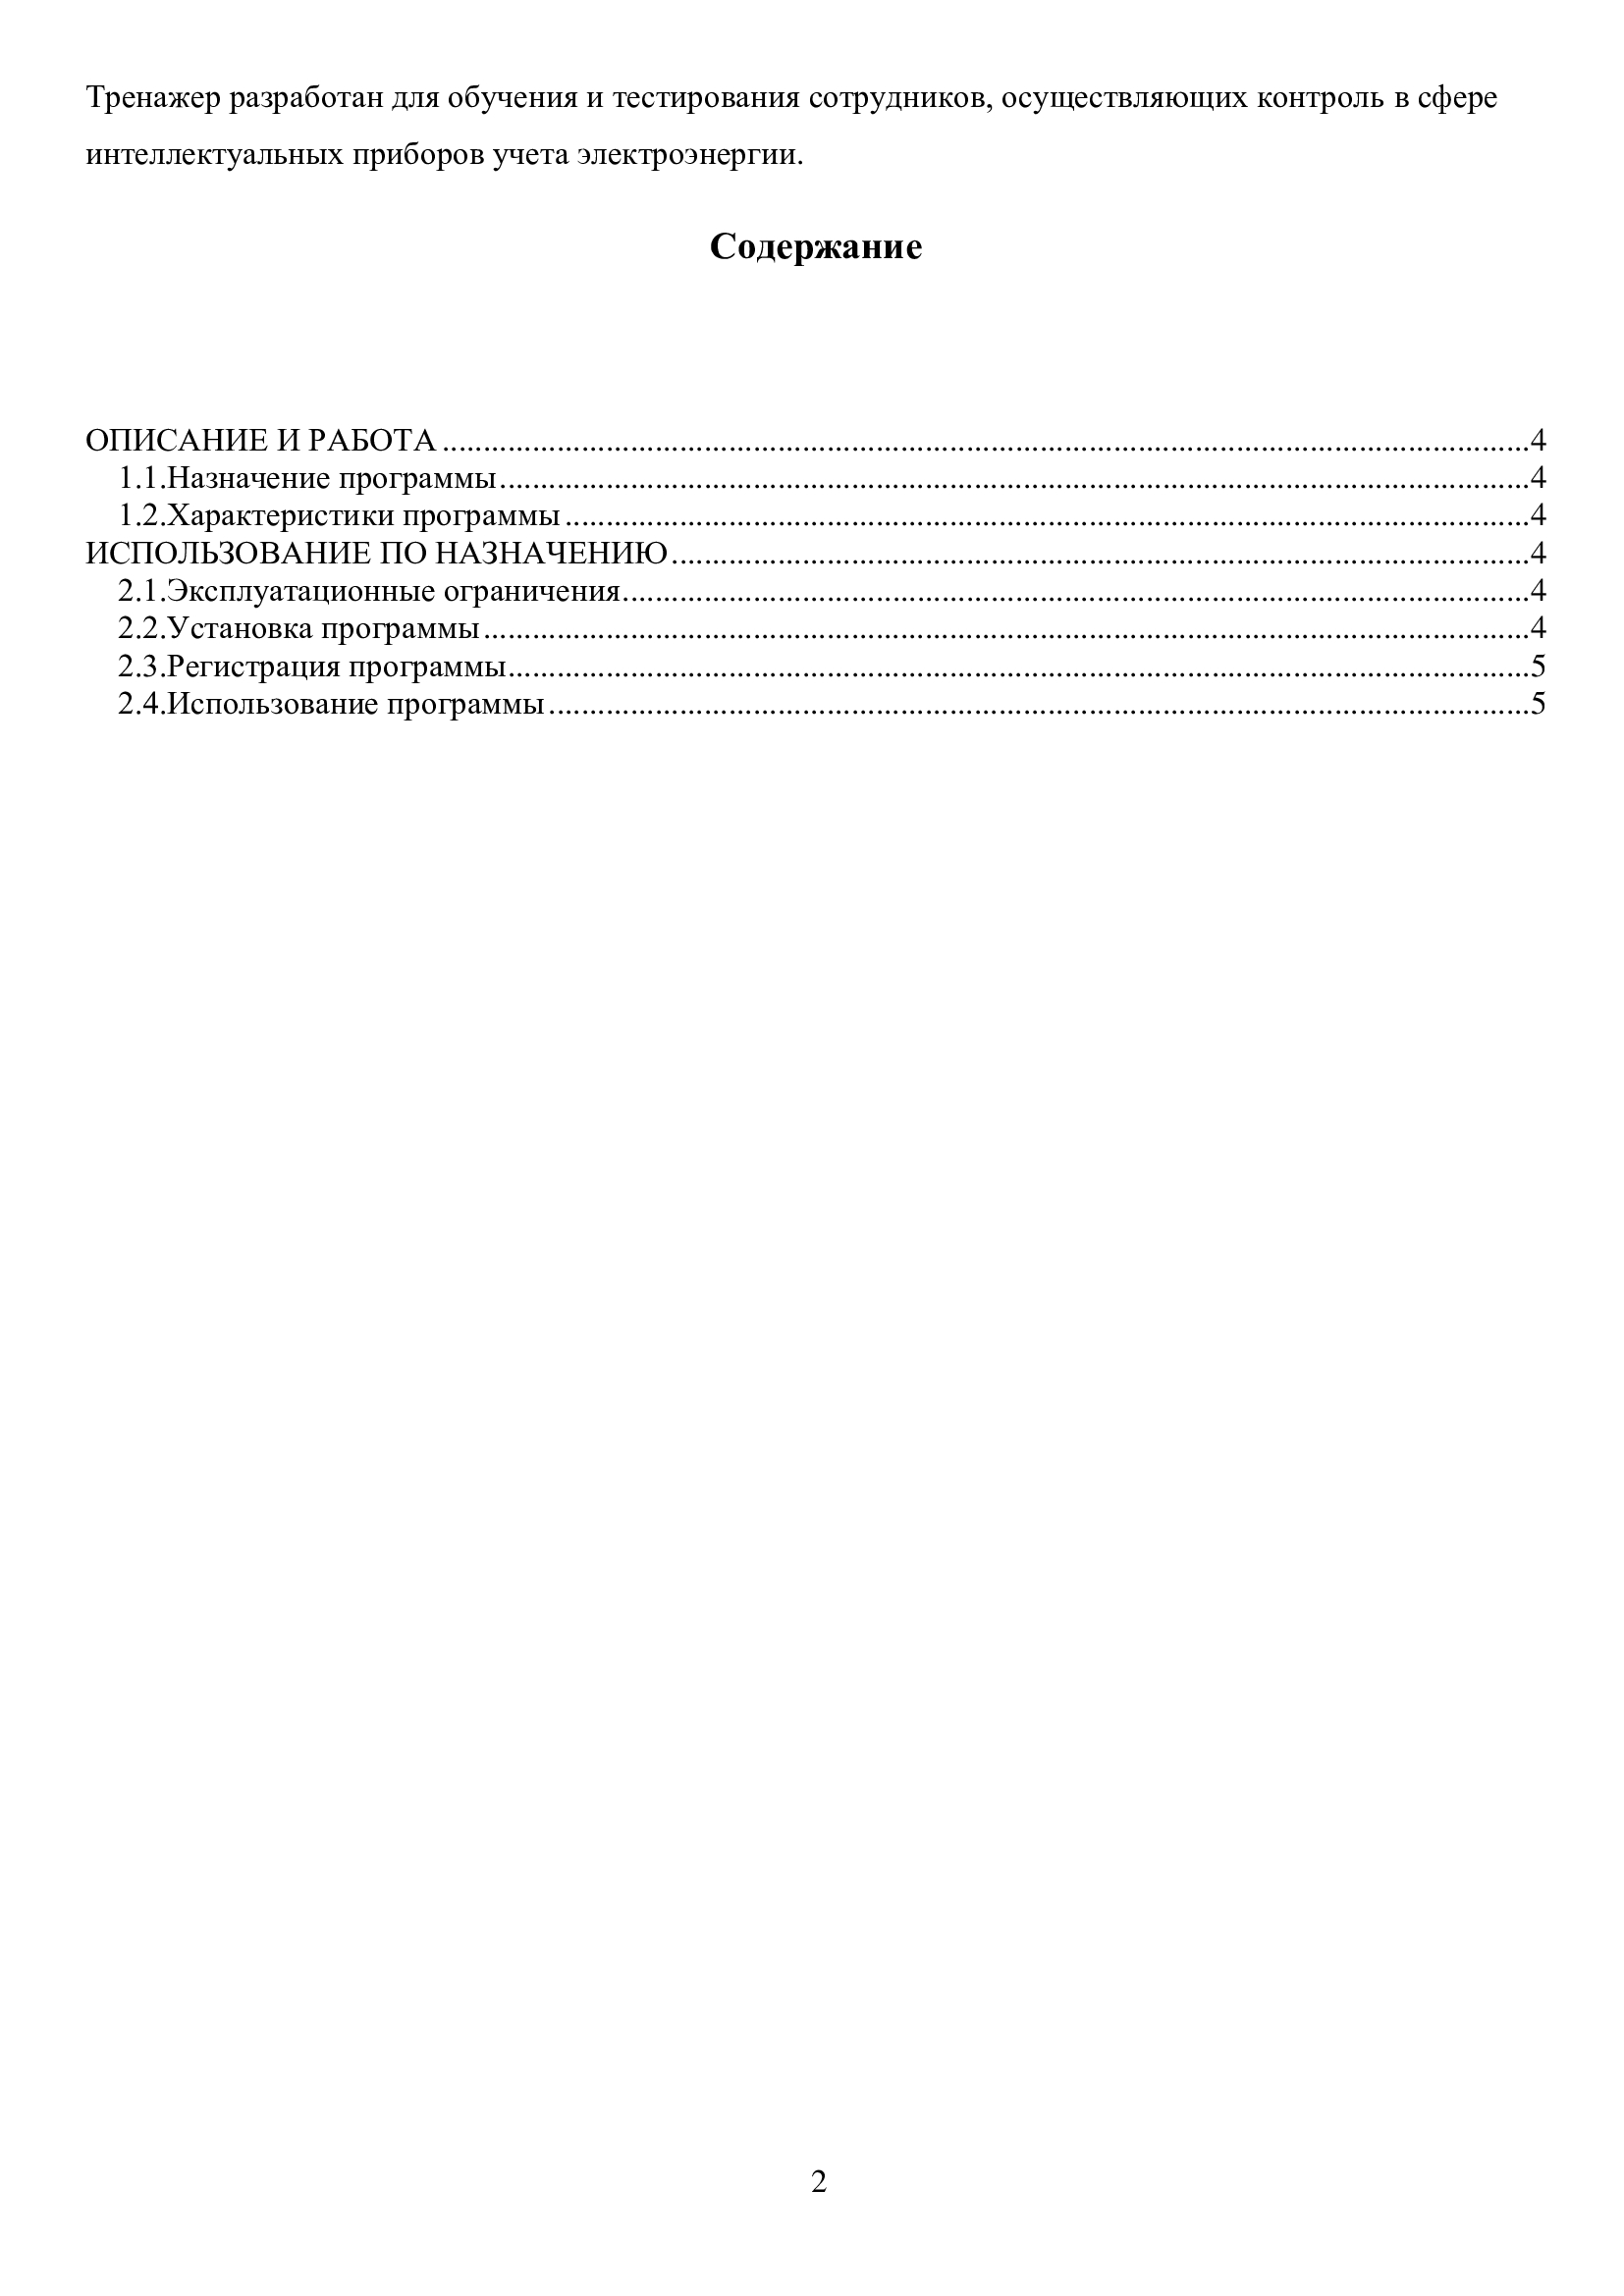 Тренажер разработан для обучения и тестирования сотрудников, осуществляющих контроль в сфере
интеллектуальных приборов учета электроэнергии.
Содержание
ОПИСАНИЕ И РАБОТА....................4
1.1.Назначение программы....................4
1.2.Характеристики программы....................4
ИСПОЛЬЗОВАНИЕ ПО НАЗНАЧЕНИЮ....................4
2.1.Эксплуатационные ограничения....................4
2.2.Установка программы....................4
2.3.Регистрация программы....................5
2.4.Использование программы....................5
2